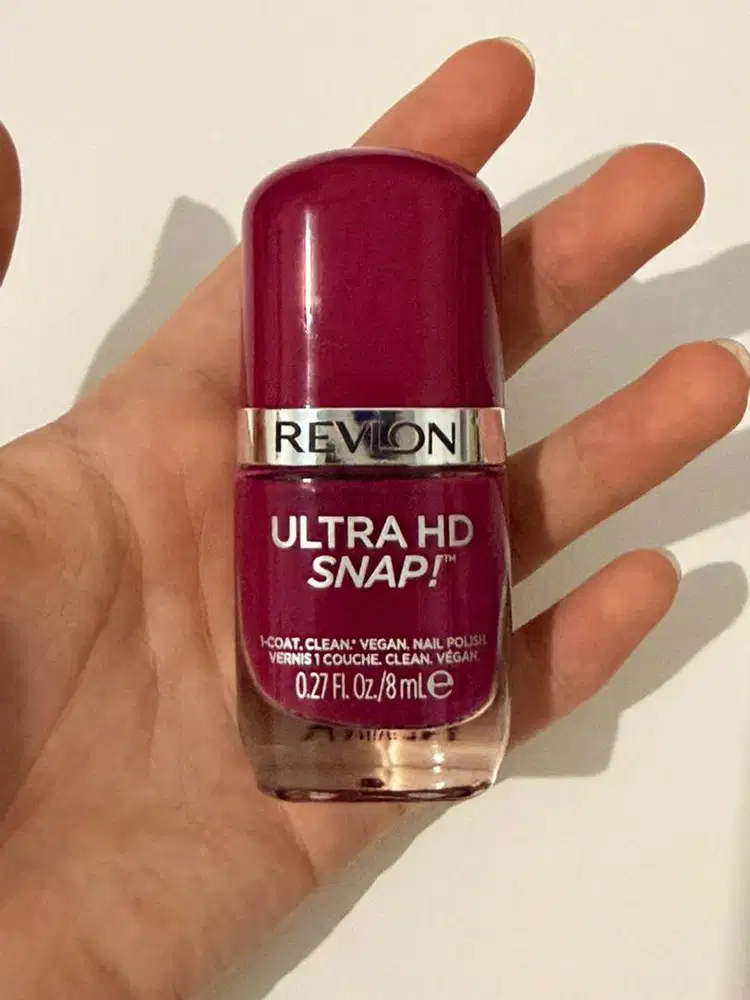 REVLON
ULTRA HD
SNAP!™
1-COAT. CLEAN.* VEGAN. NAIL POLISH.
VERNIS 1 COUCHE. CLEAN. VÉGAN.
0.27 FL. OZ./8 mL e